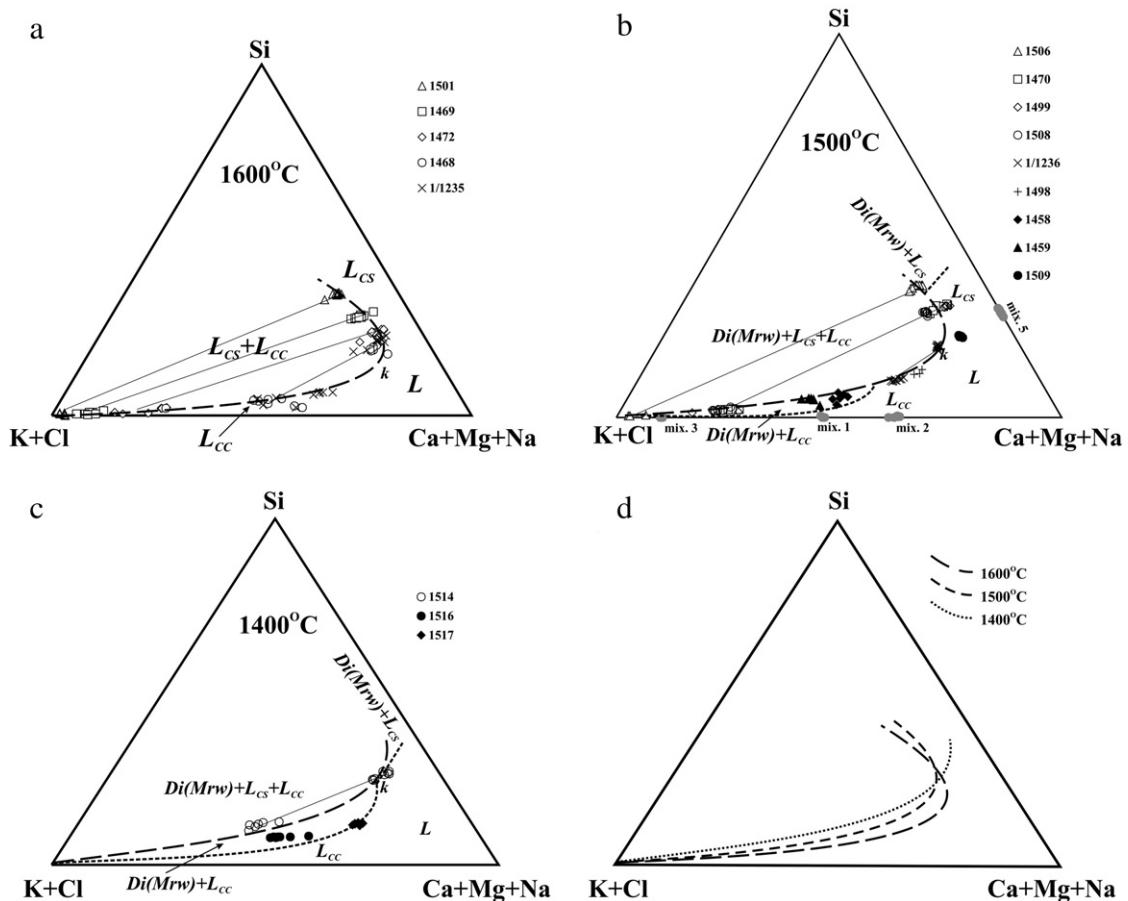 a
Si
1600°C
1501
1469
1472
1468
1/1235
L_CS
L_CS+L_CC
k
L
L_CC
K+Cl
Ca+Mg+Na
b
Si
1500°C
1506
1470
1499
1508
1/1236
1498
1458
1459
1509
Di(Mrw)+L_CS
L_CS
mix. 5
Di(Mrw)+L_CS+L_CC
k
L
L_CC
mix. 3
Di(Mrw)+L_CC
mix. 1
mix. 2
K+Cl
Ca+Mg+Na
c
Si
1400°C
1514
1516
1517
Di(Mrw)+L_CS
Di(Mrw)+L_CS+L_CC
k
L
L_CC
Di(Mrw)+L_CC
K+Cl
Ca+Mg+Na
d
Si
1600°C
1500°C
1400°C
K+Cl
Ca+Mg+Na